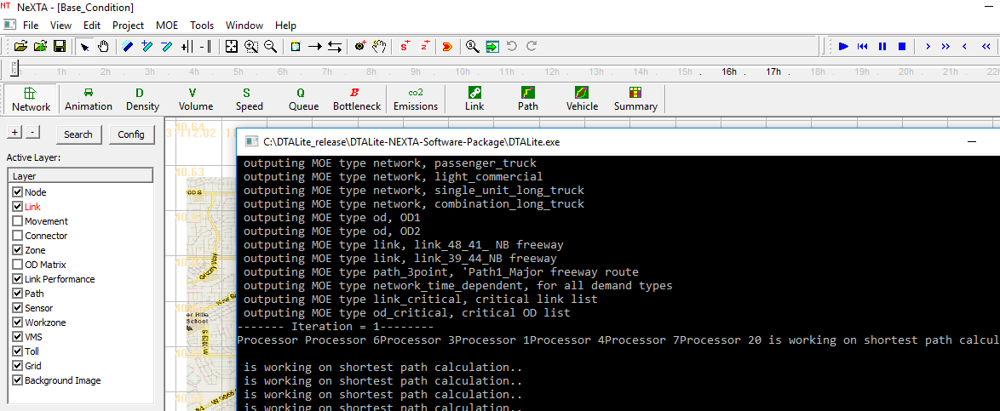 NeXTA - [Base_Condition]
File View Edit Project MOE Tools Window Help
1h 2h 3h 4h 5h 6h 7h 8h 9h 10h 11h 12h 13h 14h 15h 16h 17h 18h 19h 20h 21h 22h
Network Animation Density Volume Speed Queue Bottleneck Emissions Link Path Vehicle Summary
D V S Q B co2
+ - Search Config
Active Layer:
Layer
Node
Link
Movement
Connector
Zone
OD Matrix
Link Performance
Path
Sensor
Workzone
VMS
Toll
Grid
Background Image
40.64
112.02
40.63
C:\DTALite_release\DTALite-NEXTA-Software-Package\DTALite.exe
outputing MOE type network, passenger_truck
outputing MOE type network, light_commercial
outputing MOE type network, single_unit_long_truck
outputing MOE type network, combination_long_truck
outputing MOE type od, OD1
outputing MOE type od, OD2
outputing MOE type link, link_48_41_ NB freeway
outputing MOE type link, link_39_44_NB freeway
outputing MOE type path_3point, 'Path1_Major freeway route
outputing MOE type network_time_dependent, for all demand types
outputing MOE type link_critical, critical link list
outputing MOE type od_critical, critical OD list
------- Iteration = 1--------
Processor Processor 6Processor 3Processor 1Processor 4Processor 7Processor 20 is working on shortest path calcul
is working on shortest path calculation..
is working on shortest path calculation..
is working on shortest path calculation..
is working on shortest path calculation..